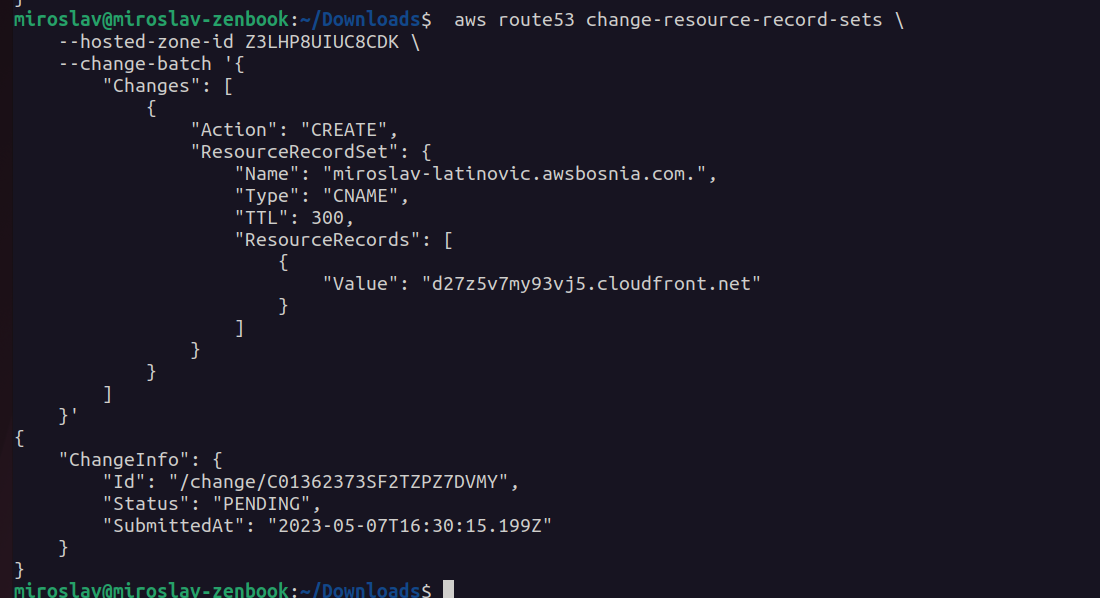 }
miroslav@miroslav-zenbook:~/Downloads$  aws route53 change-resource-record-sets \
    --hosted-zone-id Z3LHP8UIUC8CDK \
    --change-batch '{
        "Changes": [
            {
                "Action": "CREATE",
                "ResourceRecordSet": {
                    "Name": "miroslav-latinovic.awsbosnia.com.",
                    "Type": "CNAME",
                    "TTL": 300,
                    "ResourceRecords": [
                        {
                            "Value": "d27z5v7my93vj5.cloudfront.net"
                        }
                    ]
                }
            }
        ]
    }'
{
    "ChangeInfo": {
        "Id": "/change/C01362373SF2TZPZ7DVMY",
        "Status": "PENDING",
        "SubmittedAt": "2023-05-07T16:30:15.199Z"
    }
}
miroslav@miroslav-zenbook:~/Downloads$